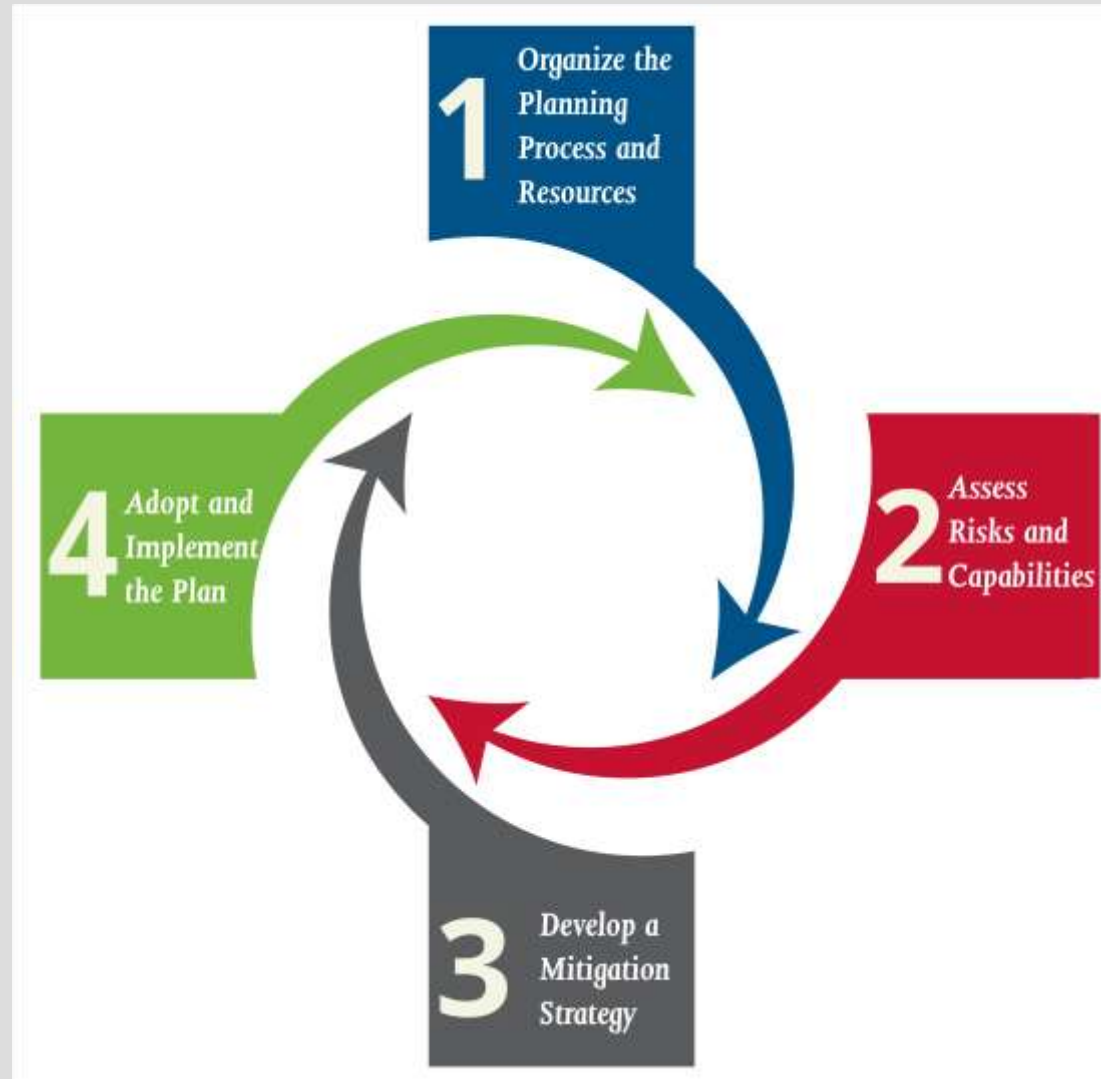 1
Organize the
Planning
Process and
Resources
2
Assess
Risks and
Capabilities
3
Develop a
Mitigation
Strategy
4
Adopt and
Implement
the Plan